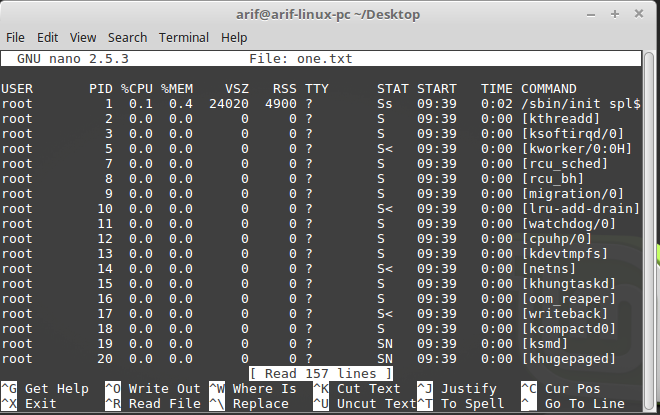 arif@arif-linux-pc ~/Desktop
File Edit View Search Terminal Help
GNU nano 2.5.3 File: one.txt
USER PID %CPU %MEM VSZ RSS TTY STAT START TIME COMMAND
root 1 0.1 0.4 24020 4900 ? Ss 09:39 0:02 /sbin/init spl$
root 2 0.0 0.0 0 0 ? S 09:39 0:00 [kthreadd]
root 3 0.0 0.0 0 0 ? S 09:39 0:00 [ksoftirqd/0]
root 5 0.0 0.0 0 0 ? S< 09:39 0:00 [kworker/0:0H]
root 7 0.0 0.0 0 0 ? S 09:39 0:00 [rcu_sched]
root 8 0.0 0.0 0 0 ? S 09:39 0:00 [rcu_bh]
root 9 0.0 0.0 0 0 ? S 09:39 0:00 [migration/0]
root 10 0.0 0.0 0 0 ? S< 09:39 0:00 [lru-add-drain]
root 11 0.0 0.0 0 0 ? S 09:39 0:00 [watchdog/0]
root 12 0.0 0.0 0 0 ? S 09:39 0:00 [cpuhp/0]
root 13 0.0 0.0 0 0 ? S 09:39 0:00 [kdevtmpfs]
root 14 0.0 0.0 0 0 ? S< 09:39 0:00 [netns]
root 15 0.0 0.0 0 0 ? S 09:39 0:00 [khungtaskd]
root 16 0.0 0.0 0 0 ? S 09:39 0:00 [oom_reaper]
root 17 0.0 0.0 0 0 ? S< 09:39 0:00 [writeback]
root 18 0.0 0.0 0 0 ? S 09:39 0:00 [kcompactd0]
root 19 0.0 0.0 0 0 ? SN 09:39 0:00 [ksmd]
root 20 0.0 0.0 0 0 ? SN 09:39 0:00 [khugepaged]
[ Read 157 lines ]
^G Get Help ^O Write Out ^W Where Is ^K Cut Text ^J Justify ^C Cur Pos
^X Exit ^R Read File ^\ Replace ^U Uncut Text ^T To Spell ^_ Go To Line